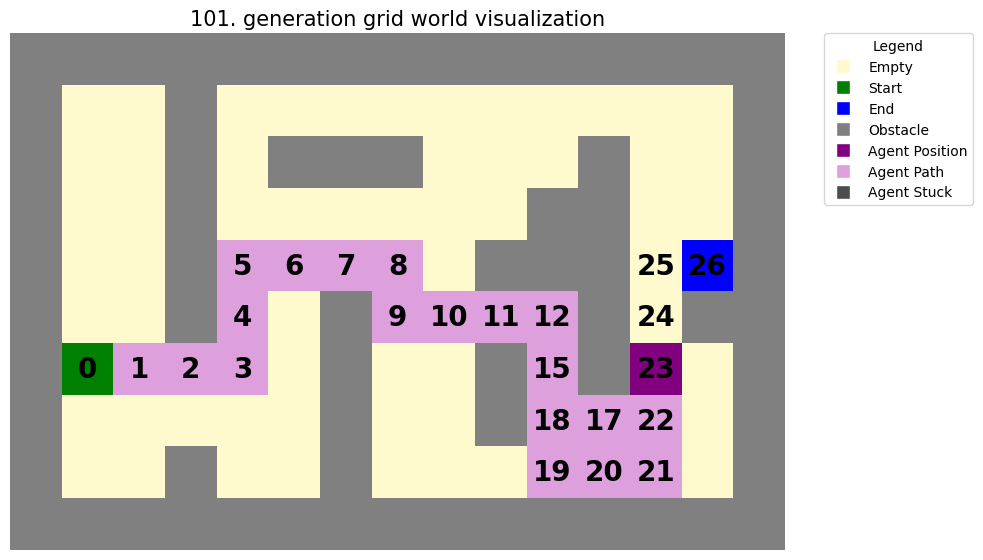 101. generation grid world visualization
Legend
Empty
Start
End
Obstacle
Agent Position
Agent Path
Agent Stuck
5 6 7 8 25 26
4 9 10 11 12 24
0 1 2 3 15 23
18 17 22
19 20 21